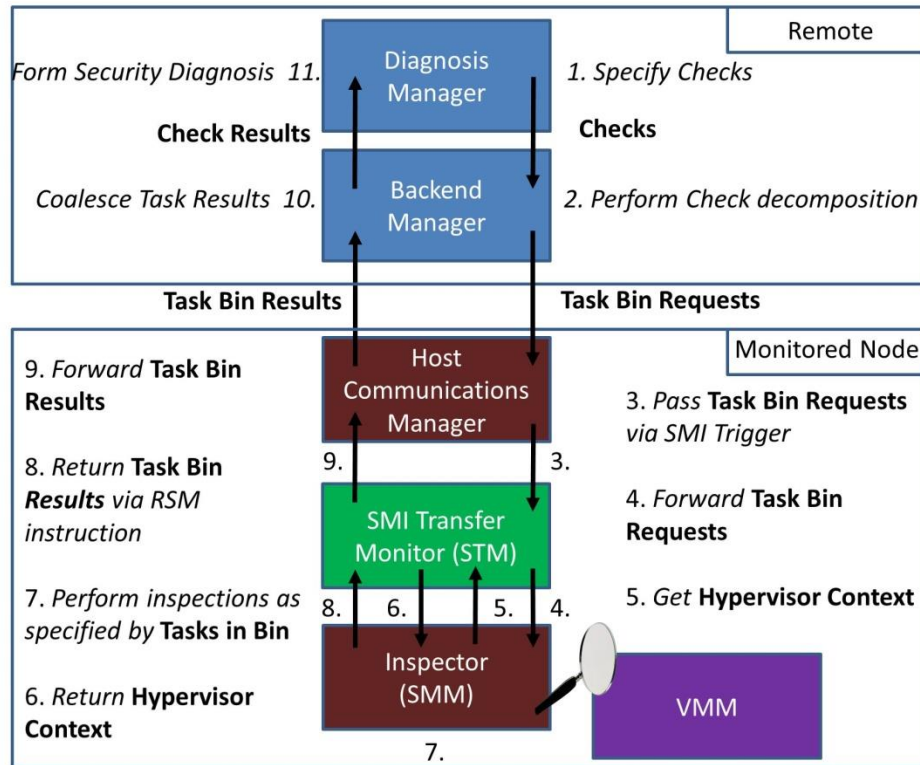 Remote
Diagnosis
Manager
Form Security Diagnosis 11.
1. Specify Checks
Check Results
Checks
Backend
Manager
Coalesce Task Results 10.
2. Perform Check decomposition
Task Bin Results
Task Bin Requests
Monitored Node
Host
Communications
Manager
9. Forward Task Bin
Results
3. Pass Task Bin Requests
via SMI Trigger
9.
3.
8. Return Task Bin
Results via RSM
instruction
SMI Transfer
Monitor (STM)
4. Forward Task Bin
Requests
7. Perform inspections as
specified by Tasks in Bin
8.
6.
5.
4.
5. Get Hypervisor Context
Inspector
(SMM)
6. Return Hypervisor
Context
VMM
7.